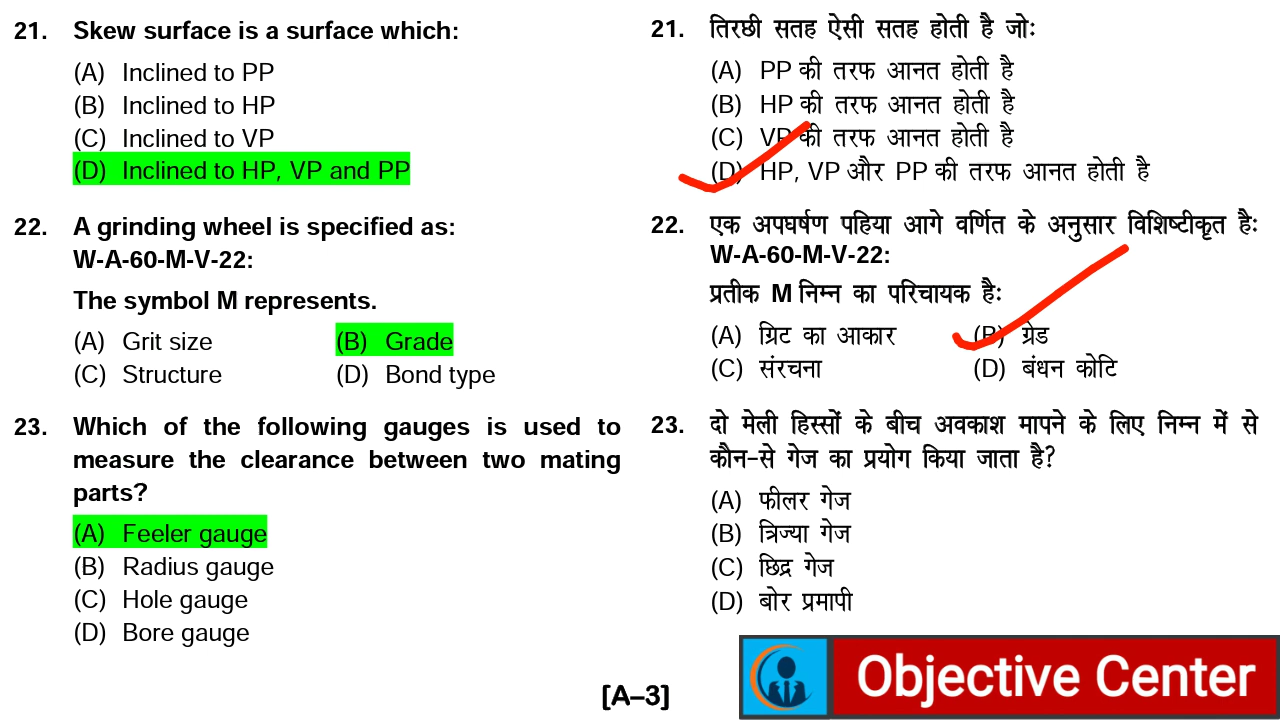 21. Skew surface is a surface which:
(A) Inclined to PP
(B) Inclined to HP
(C) Inclined to VP
(D) Inclined to HP, VP and PP
22. A grinding wheel is specified as:
W-A-60-M-V-22:
The symbol M represents.
(A) Grit size (B) Grade
(C) Structure (D) Bond type
23. Which of the following gauges is used to
measure the clearance between two mating
parts?
(A) Feeler gauge
(B) Radius gauge
(C) Hole gauge
(D) Bore gauge
21. तिरछी सतह ऐसी सतह होती है जोः
(A) PP की तरफ आनत होती है
(B) HP की तरफ आनत होती है
(C) VP की तरफ आनत होती है
(D) HP, VP और PP की तरफ आनत होती है
22. एक अपघर्षण पहिया आगे वर्णित के अनुसार विशिष्टीकृत हैः
W-A-60-M-V-22:
प्रतीक M निम्न का परिचायक हैः
(A) ग्रिट का आकार (B) ग्रेड
(C) संरचना (D) बंधन कोटि
23. दो मेली हिस्सों के बीच अवकाश मापने के लिए निम्न में से
कौन-से गेज का प्रयोग किया जाता है?
(A) फीलर गेज
(B) त्रिज्या गेज
(C) छिद्र गेज
(D) बोर प्रमापी
[A–3]
Objective Center